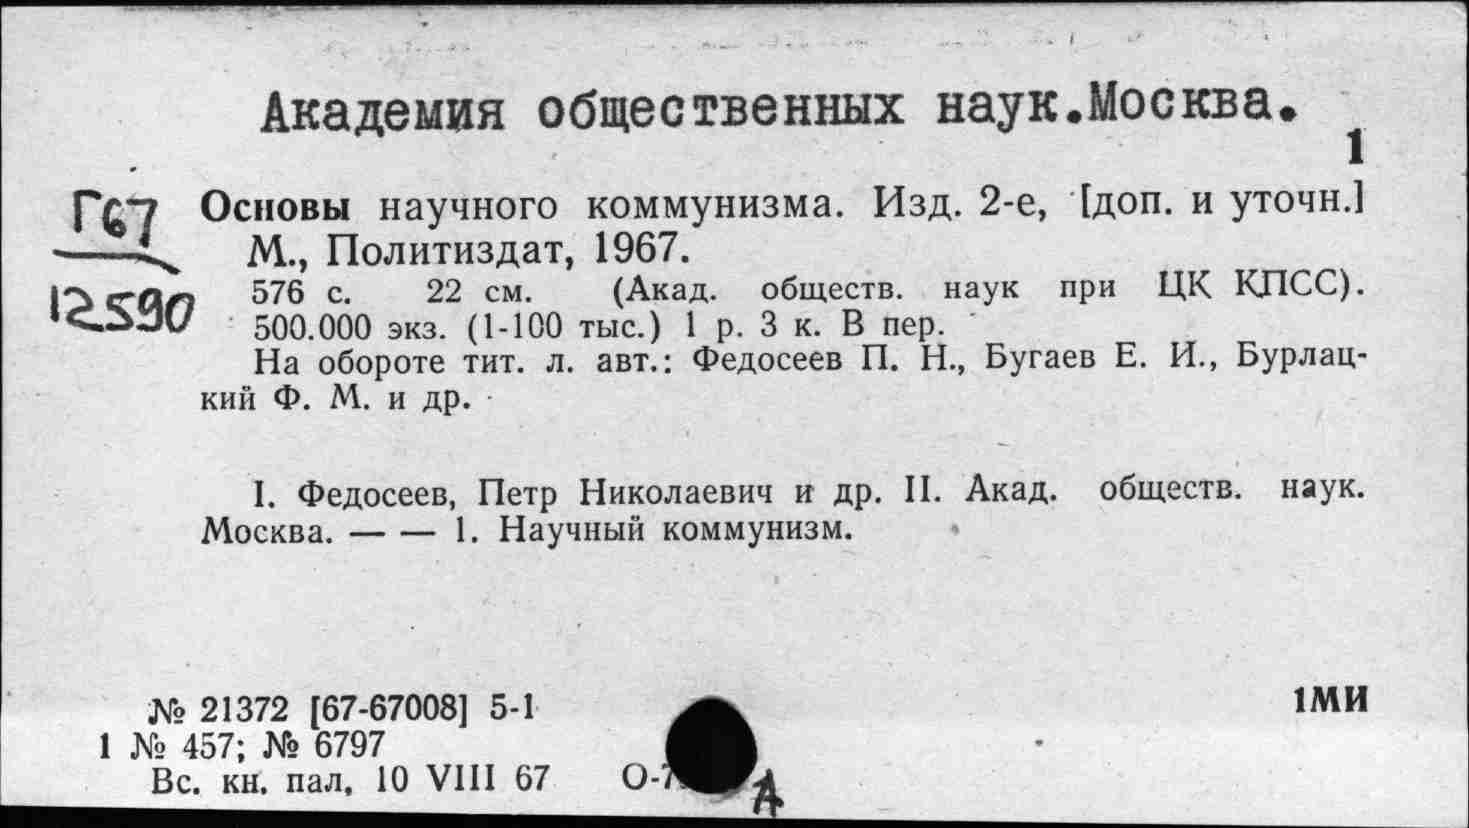 Академия общественных наук.Москва.
1
Г67
12590
Основы научного коммунизма. Изд. 2-е, [доп. и уточн.]
М., Политиздат, 1967.
576 с. 22 см. (Акад. обществ. наук при ЦК КПСС).
500.000 экз. (1-100 тыс.) 1 р. 3 к. В пер.
На обороте тит. л. авт.: Федосеев П. Н., Бугаев Е. И., Бурлац-
кий Ф. М. и др.
I. Федосеев, Петр Николаевич и др. II. Акад. обществ. наук.
Москва. — — 1. Научный коммунизм.
№ 21372 [67-67008] 5-1
1МИ
1 № 457; № 6797
Вс. кн. пал, 10 VIII 67
А